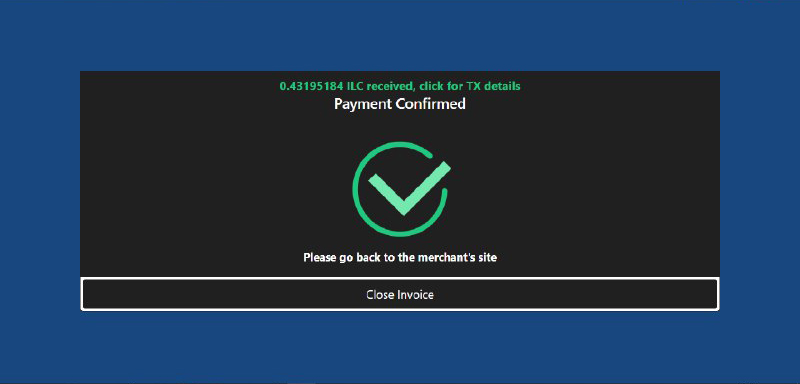 0.43195184 ILC received, click for TX details
Payment Confirmed
Please go back to the merchant's site
Close Invoice